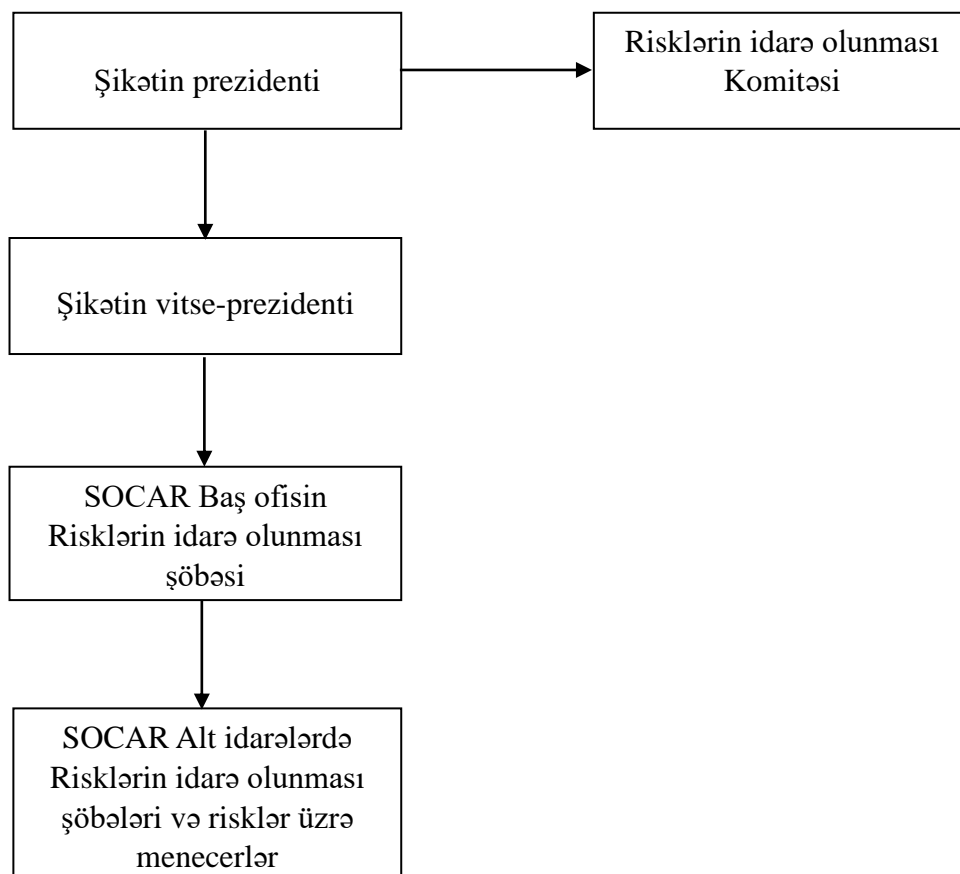 Şikətin prezidenti
Risklərin idarə olunması
Komitəsi
Şikətin vitse-prezidenti
SOCAR Baş ofisin
Risklərin idarə olunması
şöbəsi
SOCAR Alt idarələrdə
Risklərin idarə olunması
şöbələri və risklər üzrə
menecerlər